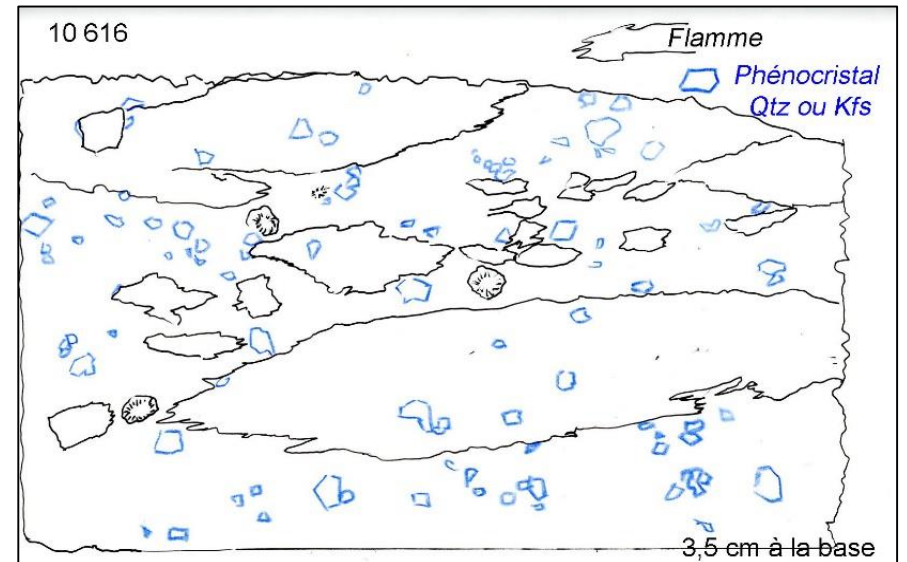 10 616
Flamme
Phénocristal
Qtz ou Kfs
3,5 cm à la base